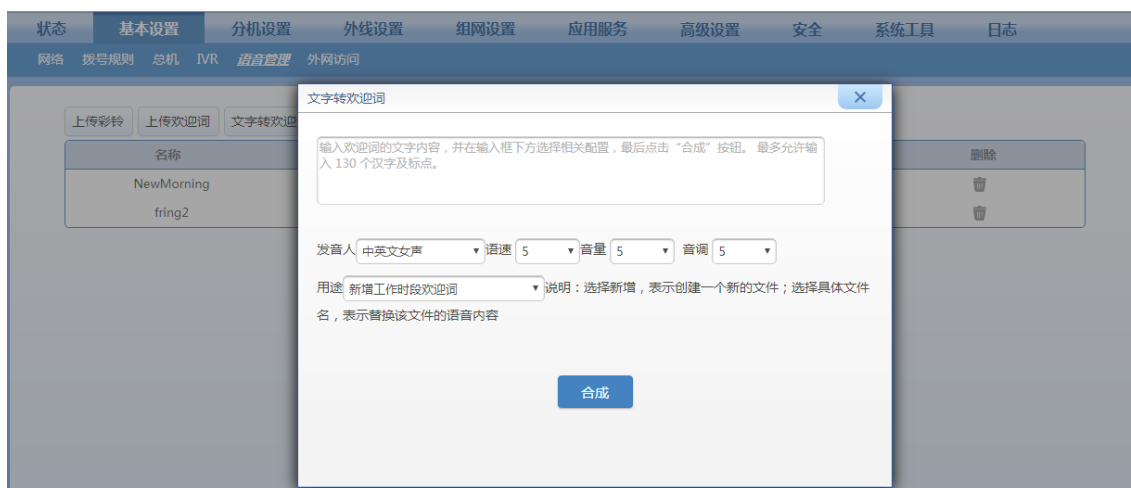 状态 基本设置 分机设置 外线设置 组网设置 应用服务 高级设置 安全 系统工具 日志
网络 拨号规则 总机 IVR 语音管理 外网访问
文字转欢迎词
上传彩铃 上传欢迎词 文字转欢迎
名称 删除
NewMorning
fring2
输入欢迎词的文字内容，并在输入框下方选择相关配置，最后点击“合成”按钮。 最多允许输
入 130 个汉字及标点。
发音人 中英文女声 语速 5 音量 5 音调 5
用途 新增工作时段欢迎词 说明：选择新增，表示创建一个新的文件；选择具体文件
名，表示替换该文件的语音内容
合成